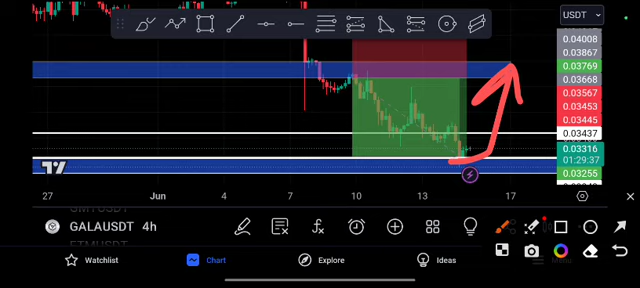 USDT
0.04008
0.03867
0.03769
0.03668
0.03567
0.03453
0.03445
0.03437
0.03316
01:29:37
0.03255
27
Jun
4
7
10
13
17
GALAUSDT 4h
FTMUSDT
Watchlist
Chart
Explore
Ideas